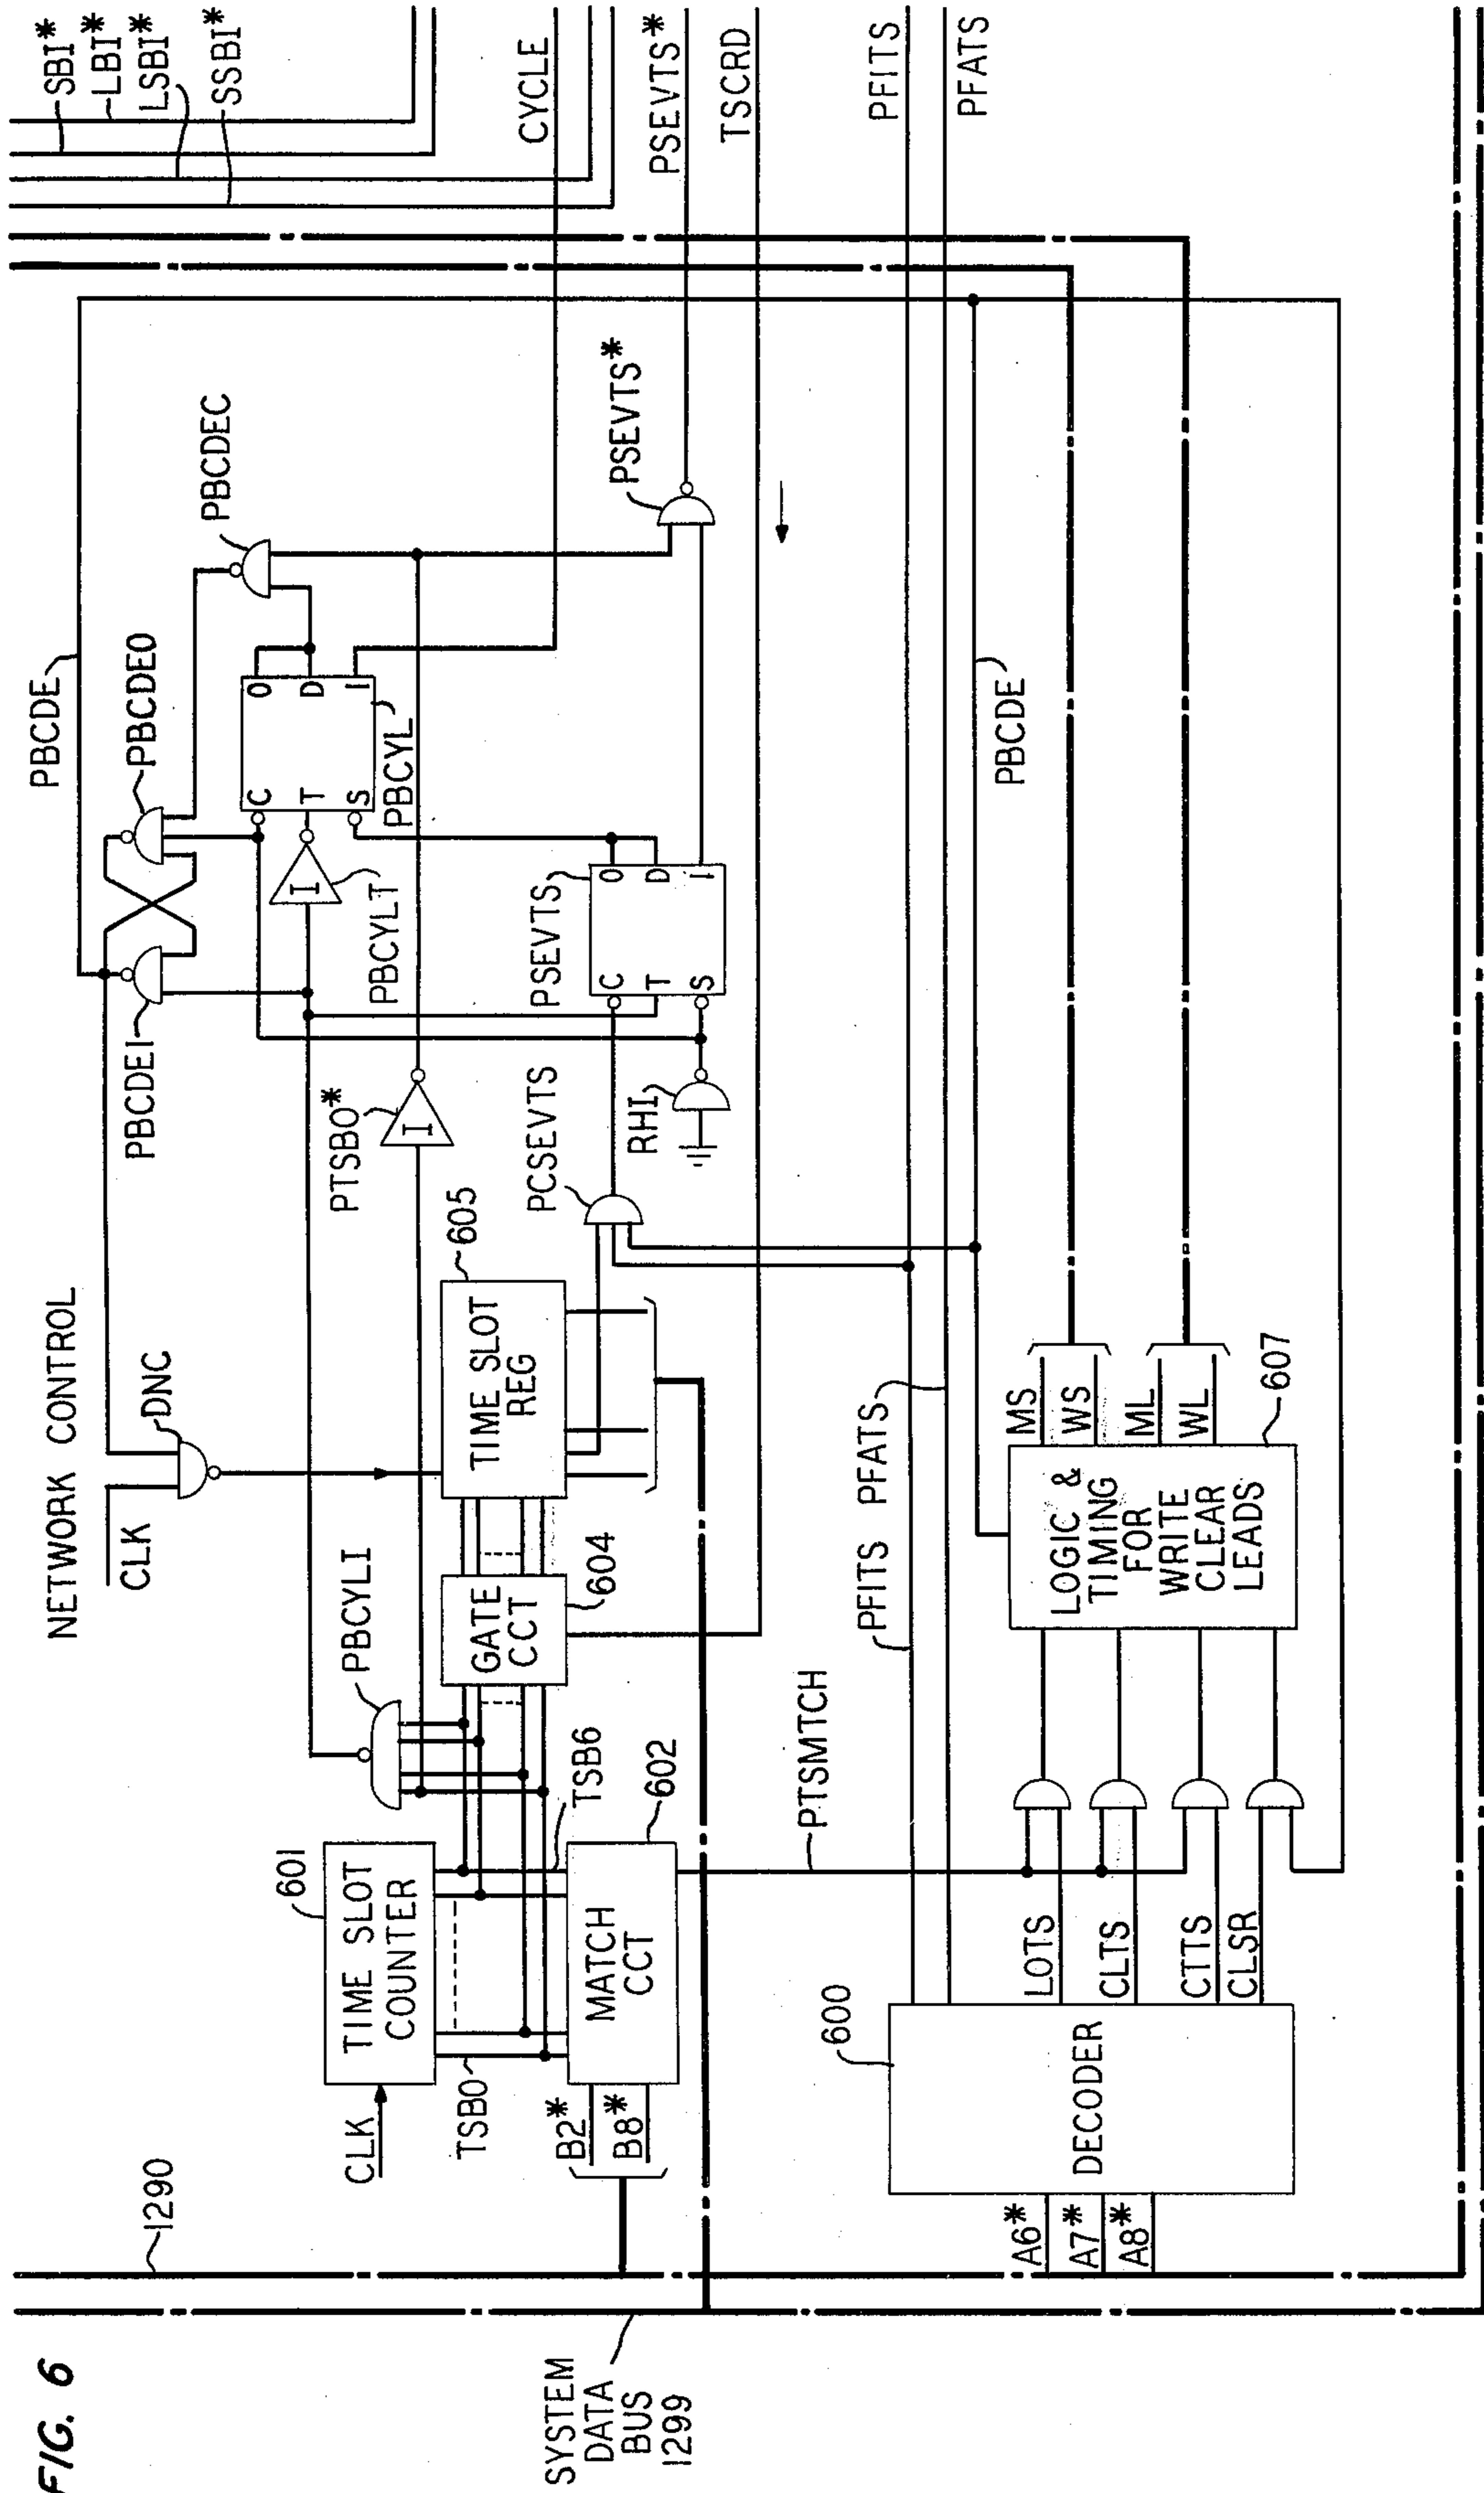 FIG. 6
NETWORK CONTROL
SBI*
LBI*
LSBI*
SSBI*
CYCLE
PSEVTS*
TSCRD
PFITS
PFATS
PBCDE
PBCDEO
PBCDEC
PBCDEI
DNC
CLK
PBCYL
C
T
S
O
D
I
I
PBCYLT
PTSBO*
I
PSEVTS
C
T
S
O
D
I
PSEVTS*
PCSEVTS
RHI
PBCYLI
605
TIME SLOT
REG
GATE
CCT
604
601
TIME SLOT
COUNTER
CLK
TSBO
TSB6
MATCH
CCT
602
B2*
B8*
1290
SYSTEM
DATA
BUS
1299
PTSMTCH
PFITS
PFATS
PBCDE
600
DECODER
A6*
A7*
A8*
LOTS
CLTS
CTTS
CLSR
LOGIC &
TIMING
FOR
WRITE
CLEAR
LEADS
607
MS
WS
ML
WL